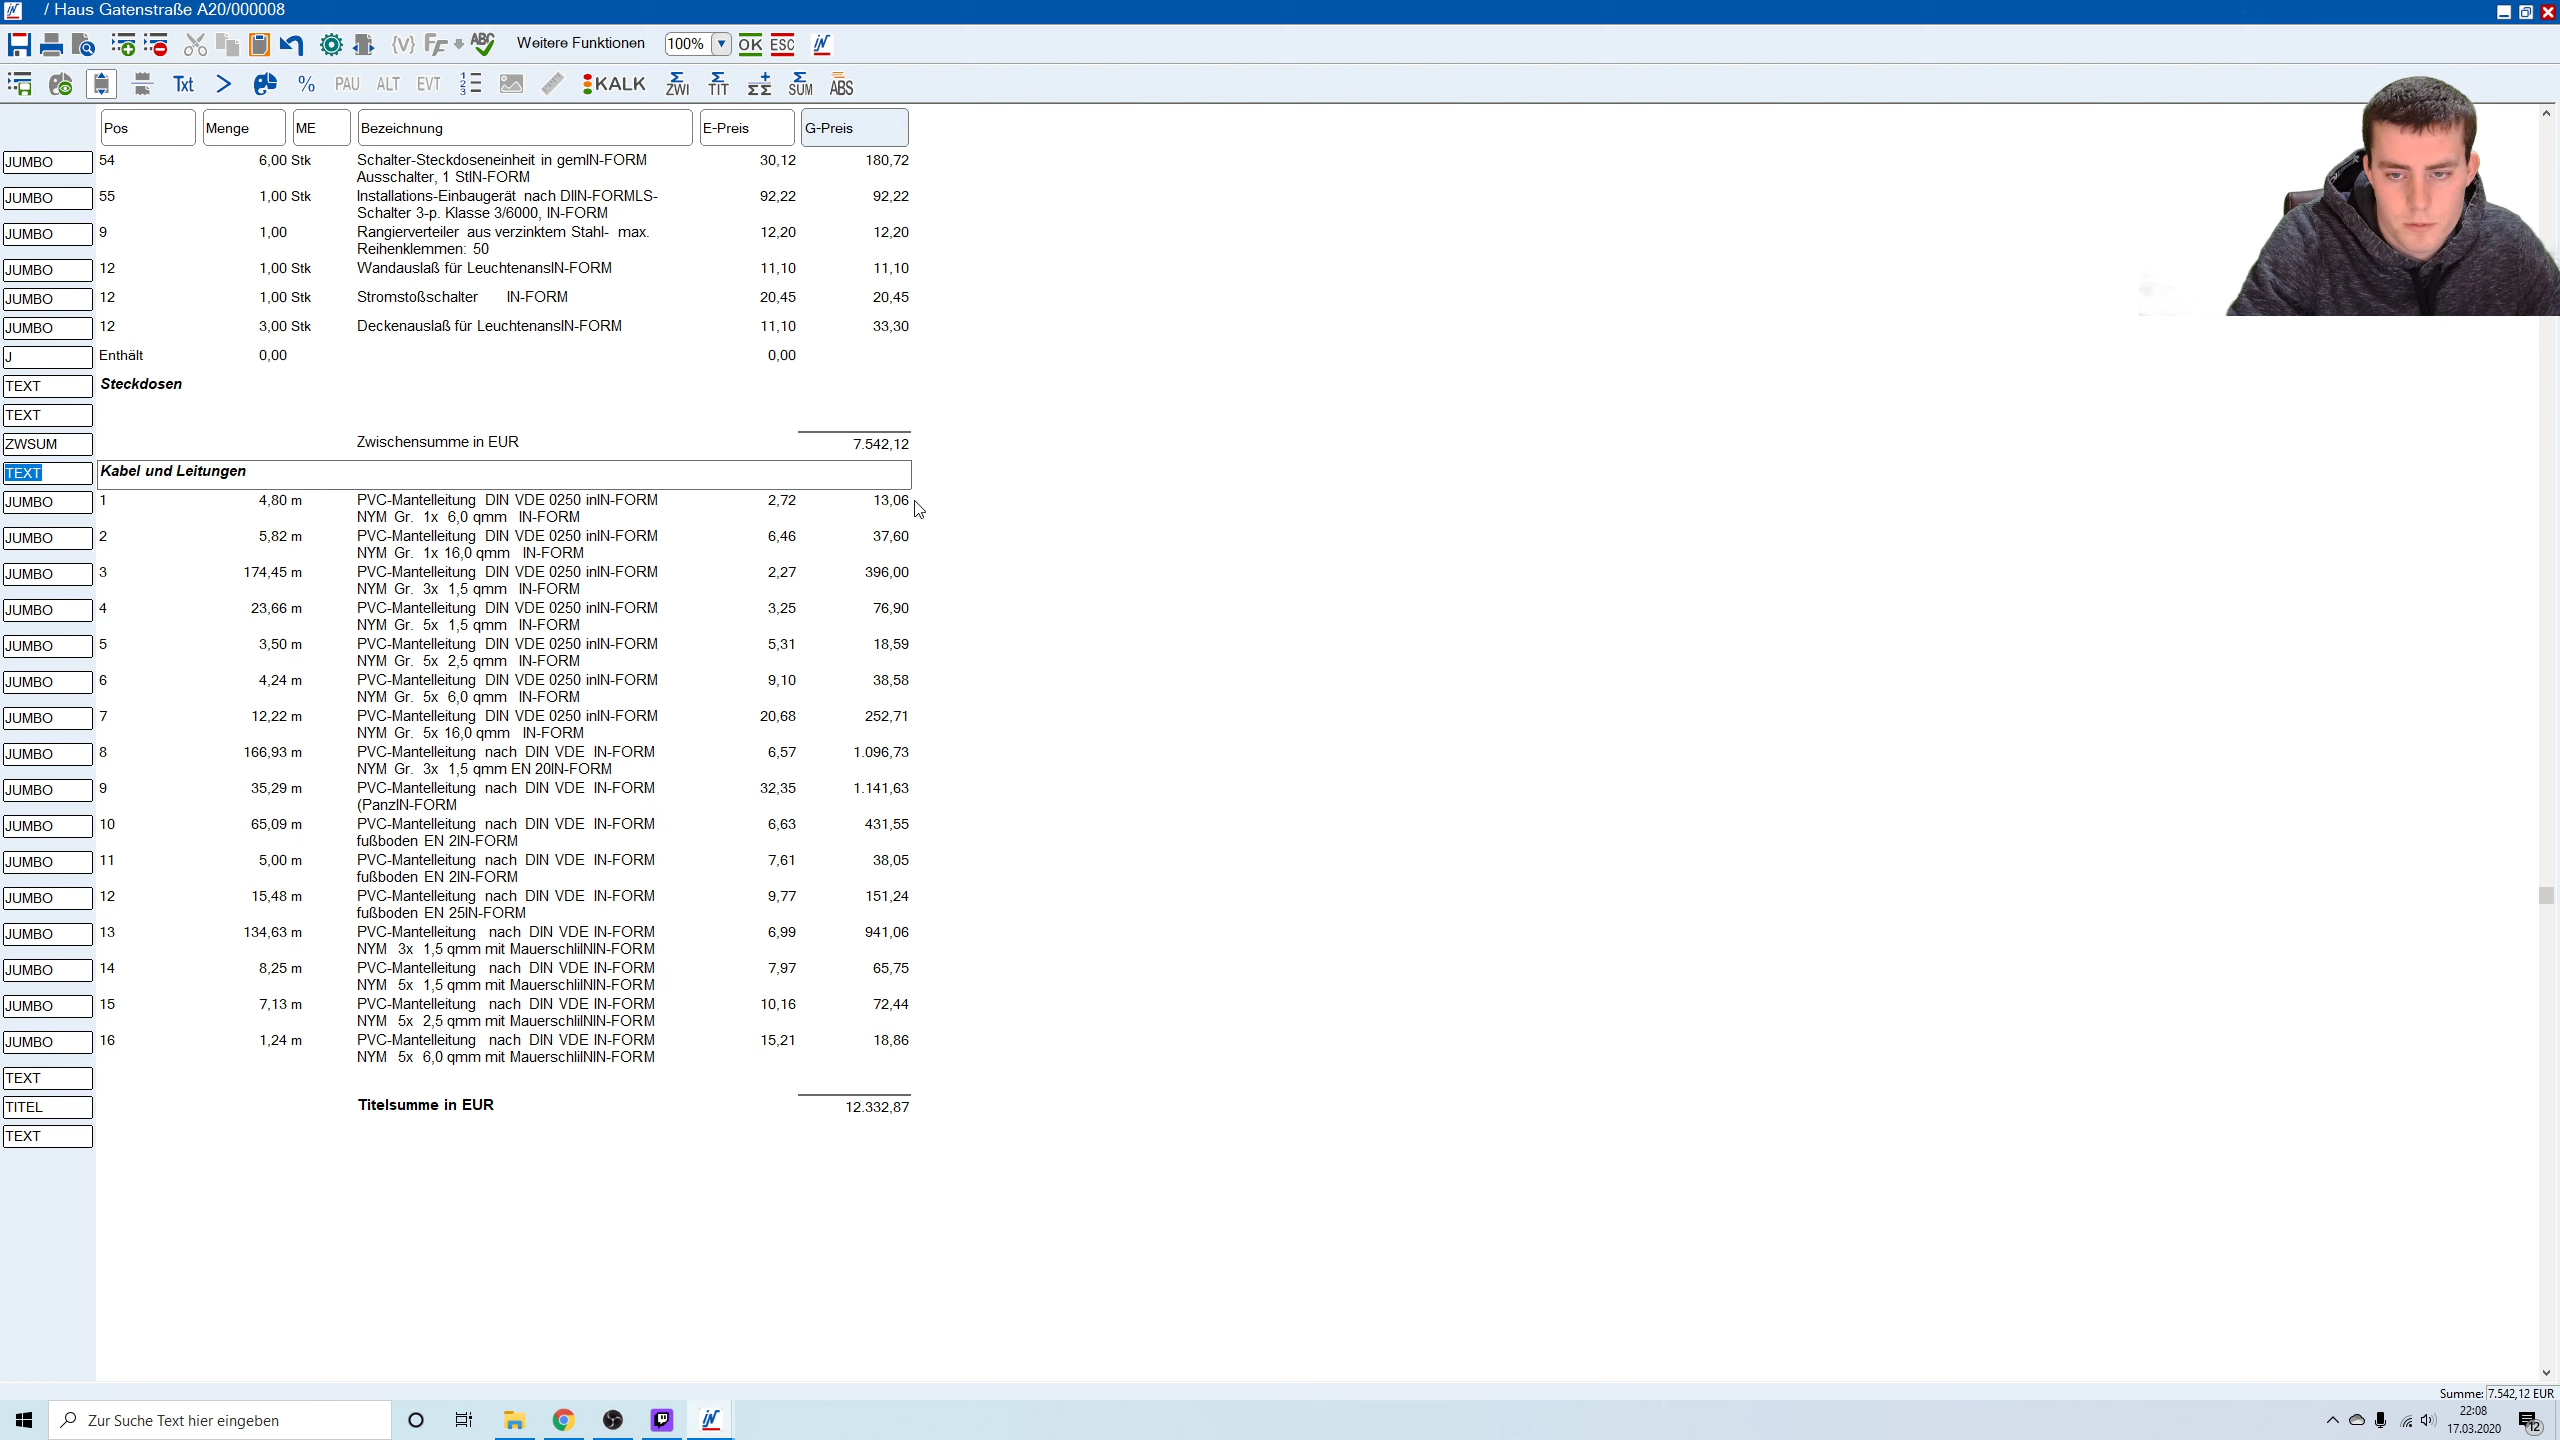 / Haus Gatenstraße A20/000008
Weitere Funktionen 100% OK ESC
Txt > % PAU ALT EVT KALK ZWI TIT ΣΣ SUM ABS
Pos Menge ME Bezeichnung E-Preis G-Preis
JUMBO 54 6,00 Stk Schalter-Steckdoseneinheit in gemIN-FORM 30,12 180,72
Ausschalter, 1 StIN-FORM
JUMBO 55 1,00 Stk Installations-Einbaugerät nach DIIN-FORMLS- 92,22 92,22
Schalter 3-p. Klasse 3/6000, IN-FORM
JUMBO 9 1,00 Rangierverteiler aus verzinktem Stahl- max. 12,20 12,20
Reihenklemmen: 50
JUMBO 12 1,00 Stk Wandauslaß für LeuchtenansIN-FORM 11,10 11,10
JUMBO 12 1,00 Stk Stromstoßschalter IN-FORM 20,45 20,45
JUMBO 12 3,00 Stk Deckenauslaß für LeuchtenansIN-FORM 11,10 33,30
J Enthält 0,00 0,00
TEXT Steckdosen
TEXT
ZWSUM Zwischensumme in EUR 7.542,12
TEXT Kabel und Leitungen
JUMBO 1 4,80 m PVC-Mantelleitung DIN VDE 0250 inIN-FORM 2,72 13,06
NYM Gr. 1x 6,0 qmm IN-FORM
JUMBO 2 5,82 m PVC-Mantelleitung DIN VDE 0250 inIN-FORM 6,46 37,60
NYM Gr. 1x 16,0 qmm IN-FORM
JUMBO 3 174,45 m PVC-Mantelleitung DIN VDE 0250 inIN-FORM 2,27 396,00
NYM Gr. 3x 1,5 qmm IN-FORM
JUMBO 4 23,66 m PVC-Mantelleitung DIN VDE 0250 inIN-FORM 3,25 76,90
NYM Gr. 5x 1,5 qmm IN-FORM
JUMBO 5 3,50 m PVC-Mantelleitung DIN VDE 0250 inIN-FORM 5,31 18,59
NYM Gr. 5x 2,5 qmm IN-FORM
JUMBO 6 4,24 m PVC-Mantelleitung DIN VDE 0250 inIN-FORM 9,10 38,58
NYM Gr. 5x 6,0 qmm IN-FORM
JUMBO 7 12,22 m PVC-Mantelleitung DIN VDE 0250 inIN-FORM 20,68 252,71
NYM Gr. 5x 16,0 qmm IN-FORM
JUMBO 8 166,93 m PVC-Mantelleitung nach DIN VDE IN-FORM 6,57 1.096,73
NYM Gr. 3x 1,5 qmm EN 20IN-FORM
JUMBO 9 35,29 m PVC-Mantelleitung nach DIN VDE IN-FORM 32,35 1.141,63
(PanzIN-FORM
JUMBO 10 65,09 m PVC-Mantelleitung nach DIN VDE IN-FORM 6,63 431,55
fußboden EN 2IN-FORM
JUMBO 11 5,00 m PVC-Mantelleitung nach DIN VDE IN-FORM 7,61 38,05
fußboden EN 2IN-FORM
JUMBO 12 15,48 m PVC-Mantelleitung nach DIN VDE IN-FORM 9,77 151,24
fußboden EN 25IN-FORM
JUMBO 13 134,63 m PVC-Mantelleitung nach DIN VDE IN-FORM 6,99 941,06
NYM 3x 1,5 qmm mit MauerschlilNIN-FORM
JUMBO 14 8,25 m PVC-Mantelleitung nach DIN VDE IN-FORM 7,97 65,75
NYM 5x 1,5 qmm mit MauerschlilNIN-FORM
JUMBO 15 7,13 m PVC-Mantelleitung nach DIN VDE IN-FORM 10,16 72,44
NYM 5x 2,5 qmm mit MauerschlilNIN-FORM
JUMBO 16 1,24 m PVC-Mantelleitung nach DIN VDE IN-FORM 15,21 18,86
NYM 5x 6,0 qmm mit MauerschlilNIN-FORM
TEXT
TITEL Titelsumme in EUR 12.332,87
TEXT
Summe: 7.542,12 EUR
Zur Suche Text hier eingeben
22:08
17.03.2020
12